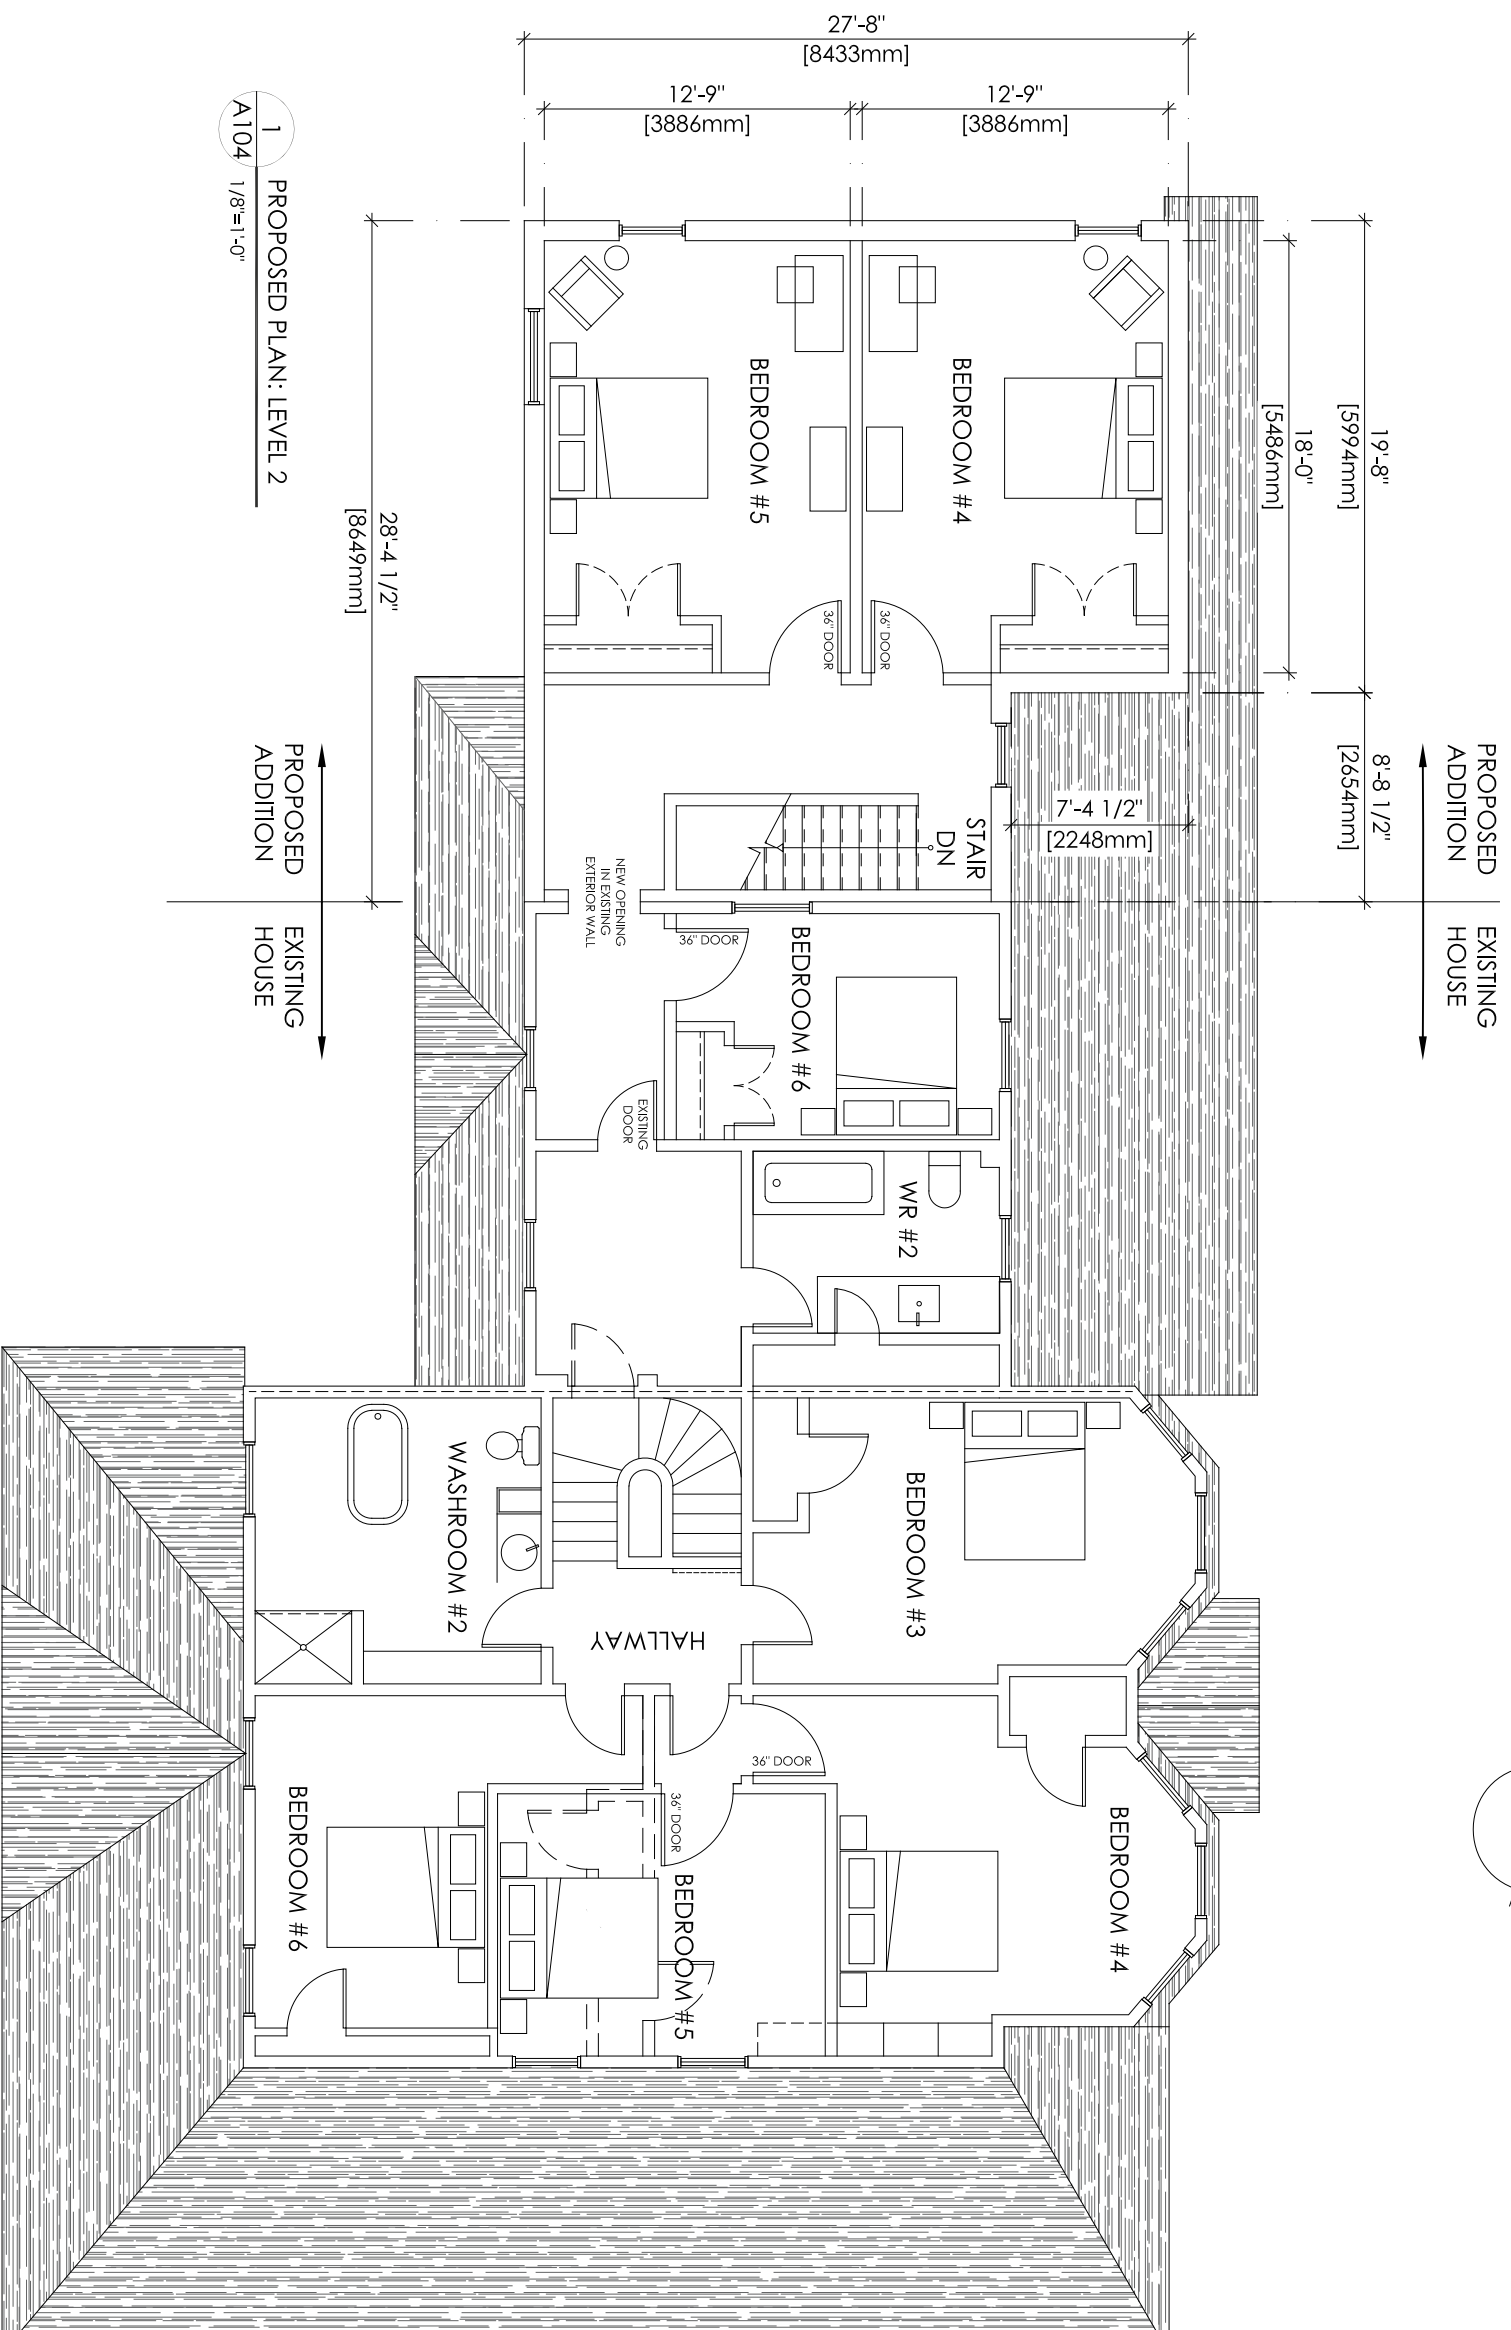 27'-8"
[8433mm]
12'-9"
[3886mm]
12'-9"
[3886mm]
1
A104
PROPOSED PLAN: LEVEL 2
1/8"=1'-0"
19'-8"
[5994mm]
18'-0"
[5486mm]
8'-8 1/2"
[2654mm]
7'-4 1/2"
[2248mm]
28'-4 1/2"
[8649mm]
PROPOSED
ADDITION
EXISTING
HOUSE
PROPOSED
ADDITION
EXISTING
HOUSE
BEDROOM #4
BEDROOM #5
36" DOOR
36" DOOR
STAIR
DN
NEW OPENING
IN EXISTING
EXTERIOR WALL
36" DOOR
BEDROOM #6
EXISTING
DOOR
WR #2
BEDROOM #3
WASHROOM #2
HALLWAY
36" DOOR
36" DOOR
BEDROOM #4
BEDROOM #5
BEDROOM #6